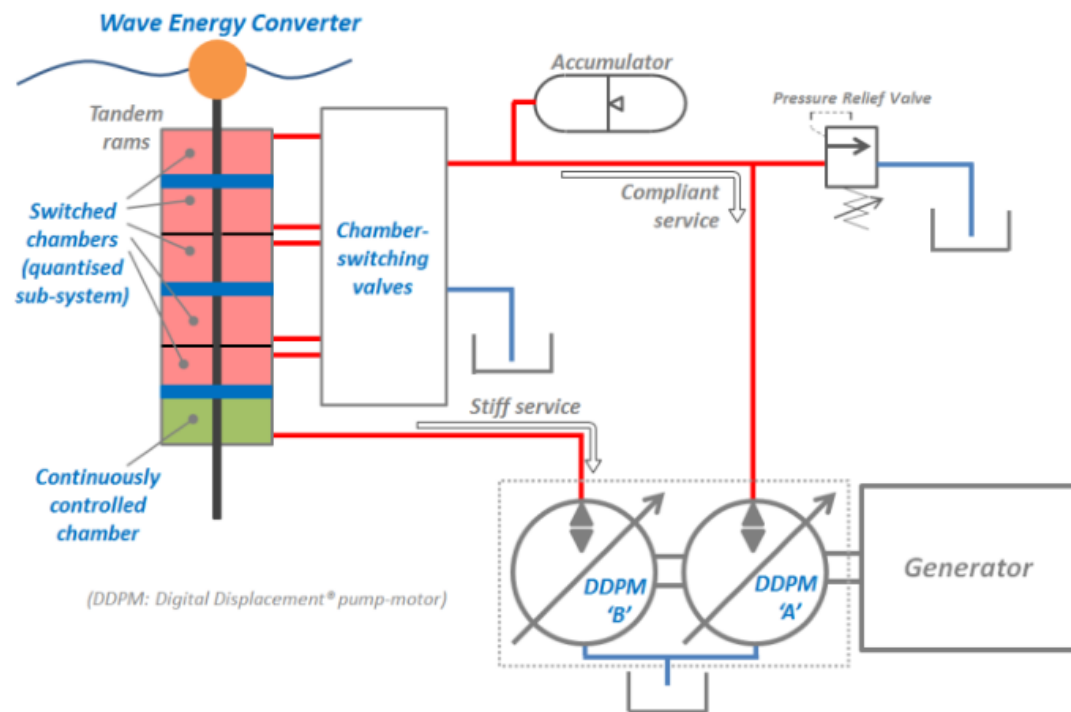 Wave Energy Converter
Accumulator
Pressure Relief Valve
Tandem
rams
Compliant
service
Switched
chambers
(quantised
sub-system)
Chamber-
switching
valves
Stiff service
Continuously
controlled
chamber
(DDPM: Digital Displacement® pump-motor)
DDPM
'B'
DDPM
'A'
Generator